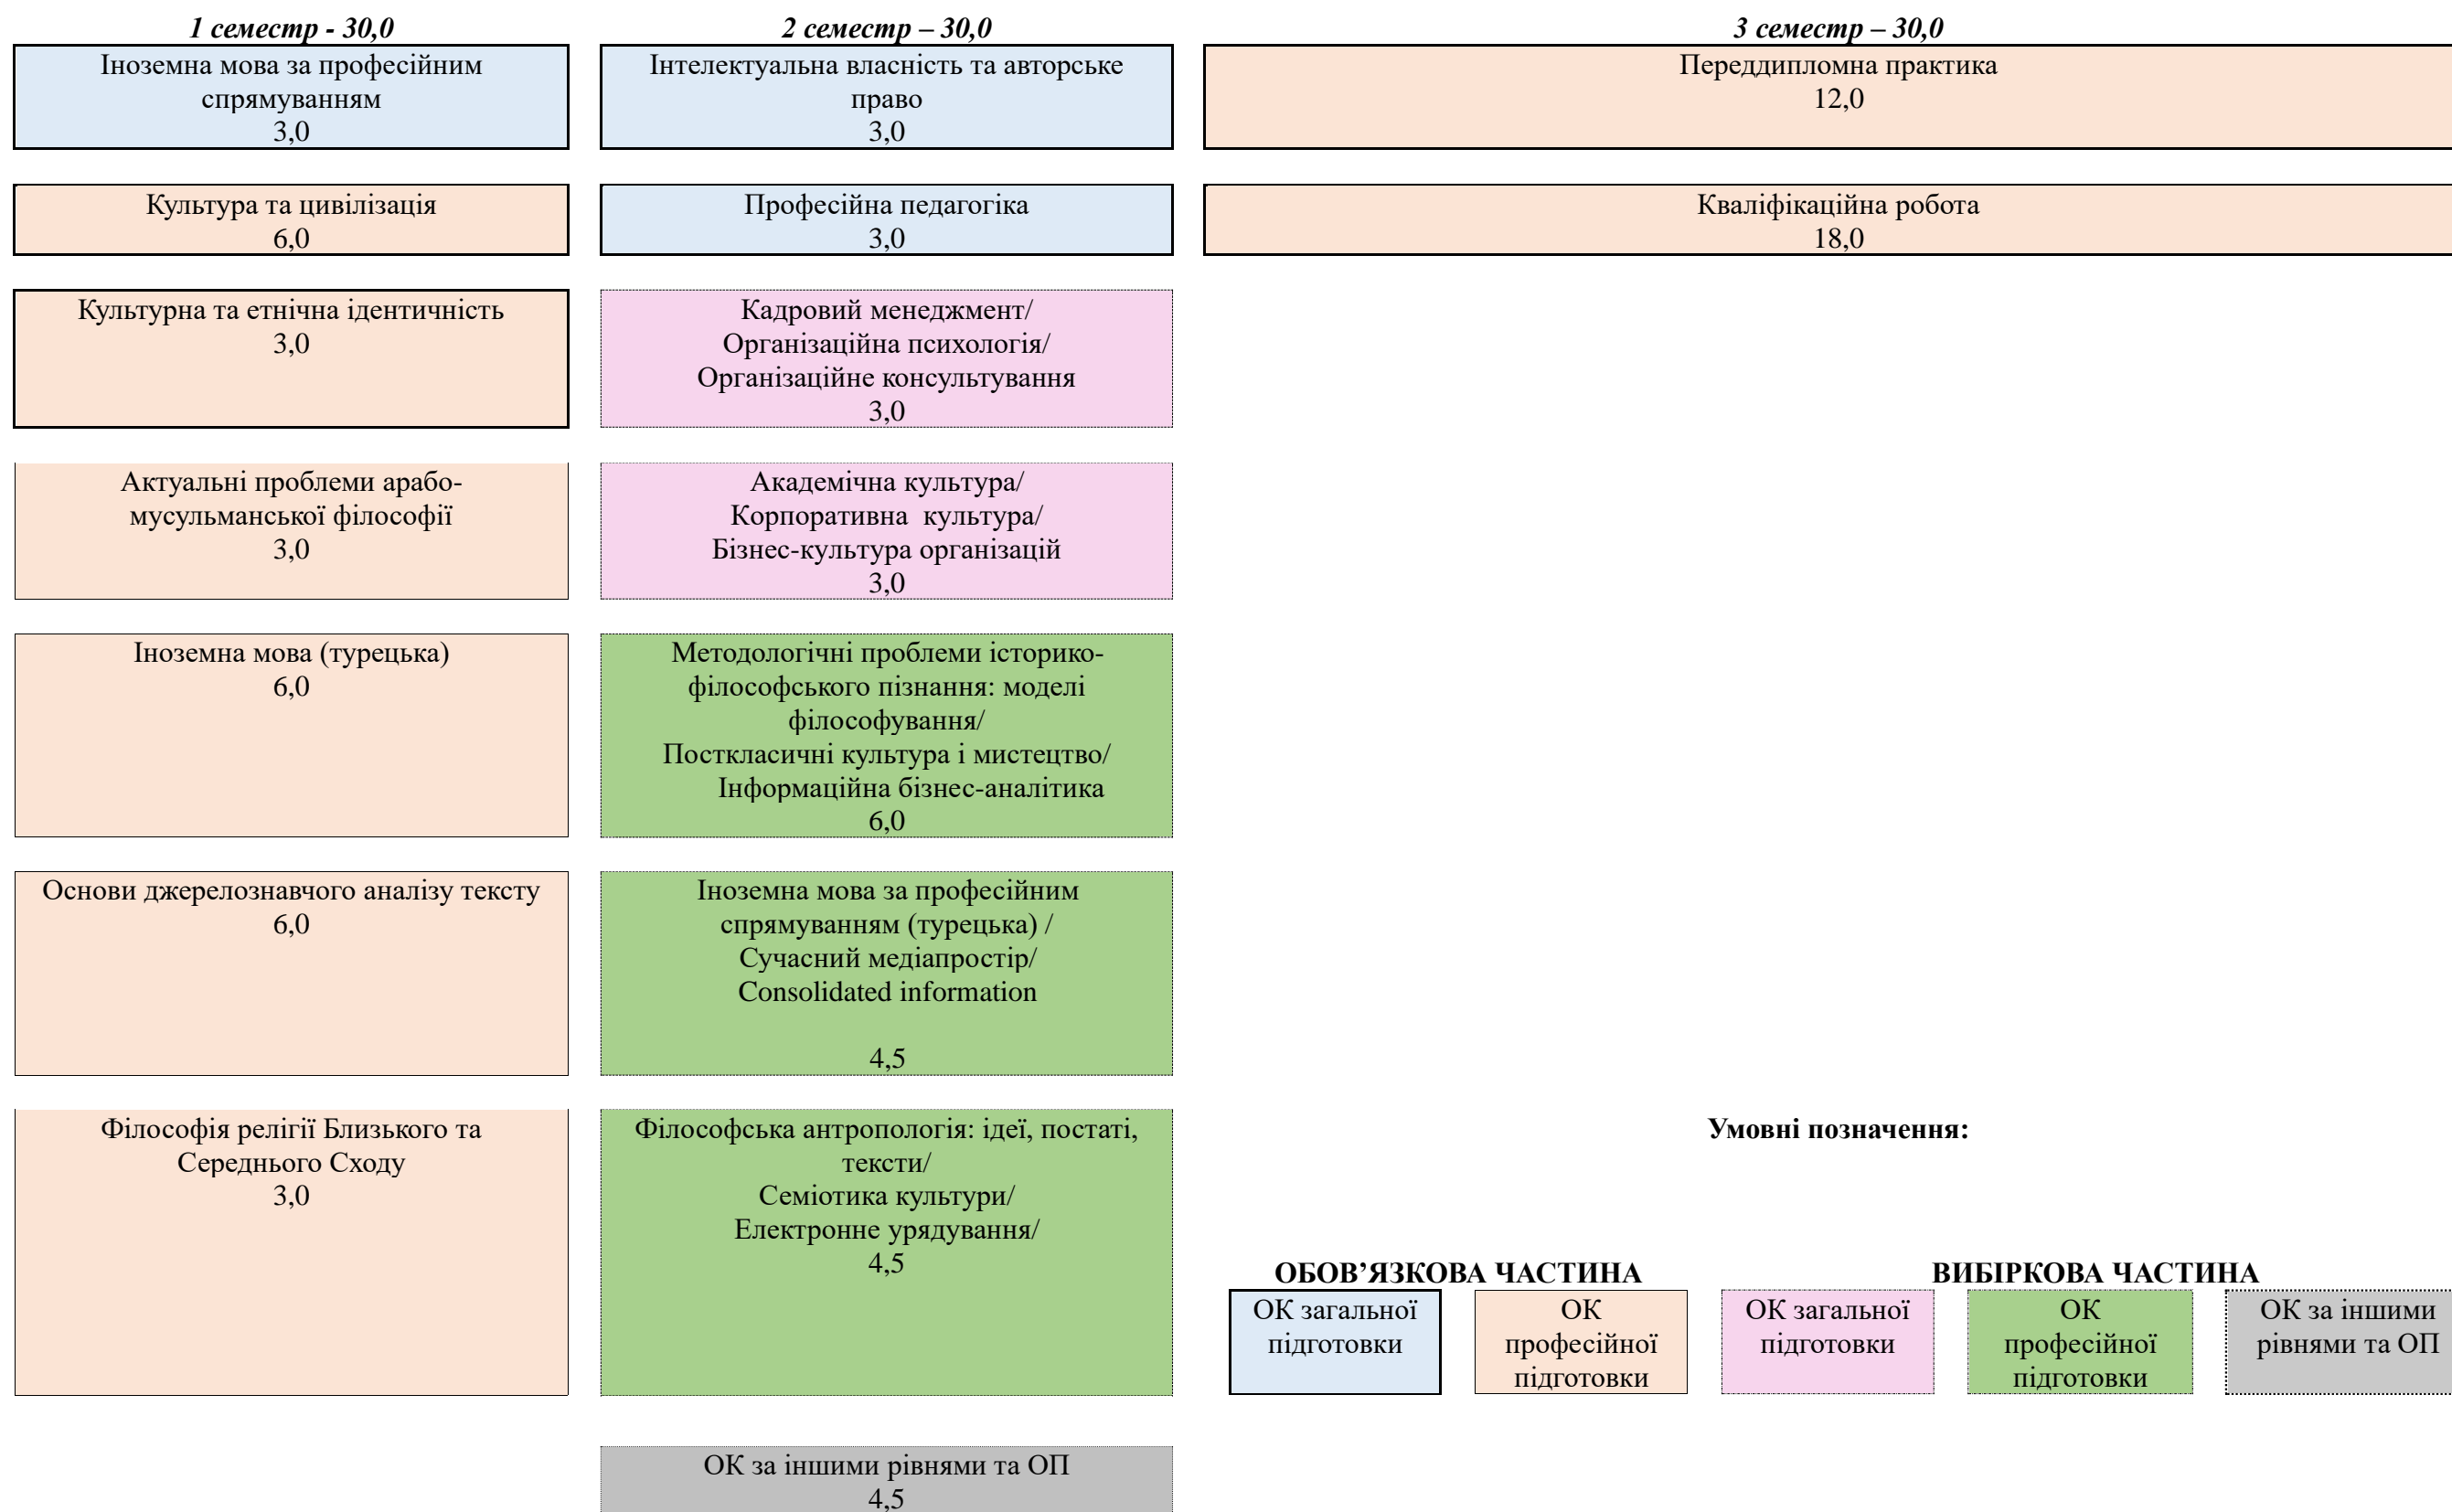 1 семестр - 30,0
Іноземна мова за професійним
спрямуванням
3,0
Культура та цивілізація
6,0
Культурна та етнічна ідентичність
3,0
Актуальні проблеми арабо-
мусульманської філософії
3,0
Іноземна мова (турецька)
6,0
Основи джерелознавчого аналізу тексту
6,0
Філософія релігії Близького та
Середнього Сходу
3,0
2 семестр – 30,0
Інтелектуальна власність та авторське
право
3,0
Професійна педагогіка
3,0
Кадровий менеджмент/
Організаційна психологія/
Організаційне консультування
3,0
Академічна культура/
Корпоративна культура/
Бізнес-культура організацій
3,0
Методологічні проблеми історико-
філософського пізнання: моделі
філософування/
Посткласичні культура і мистецтво/
Інформаційна бізнес-аналітика
6,0
Іноземна мова за професійним
спрямуванням (турецька) /
Сучасний медіапростір/
Consolidated information
4,5
Філософська антропологія: ідеї, постаті,
тексти/
Семіотика культури/
Електронне урядування/
4,5
ОК за іншими рівнями та ОП
4,5
3 семестр – 30,0
Переддипломна практика
12,0
Кваліфікаційна робота
18,0
Умовні позначення:
ОБОВ’ЯЗКОВА ЧАСТИНА
ОК загальної
підготовки
ОК
професійної
підготовки
ВИБІРКОВА ЧАСТИНА
ОК загальної
підготовки
ОК
професійної
підготовки
ОК за іншими
рівнями та ОП